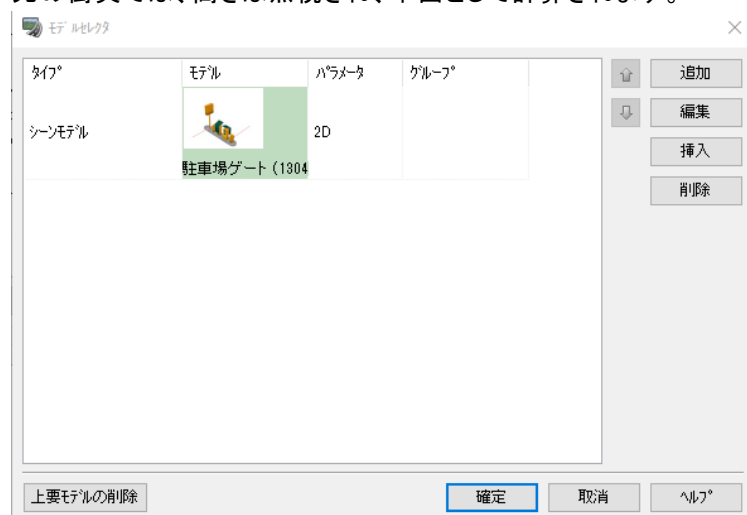 モデルセレクタ
タイプ モデル パラメータ グループ
追加
編集
シーンモデル 2D
挿入
駐車場ゲート (1304
削除
上要モデルの削除 確定 取消 ヘルプ